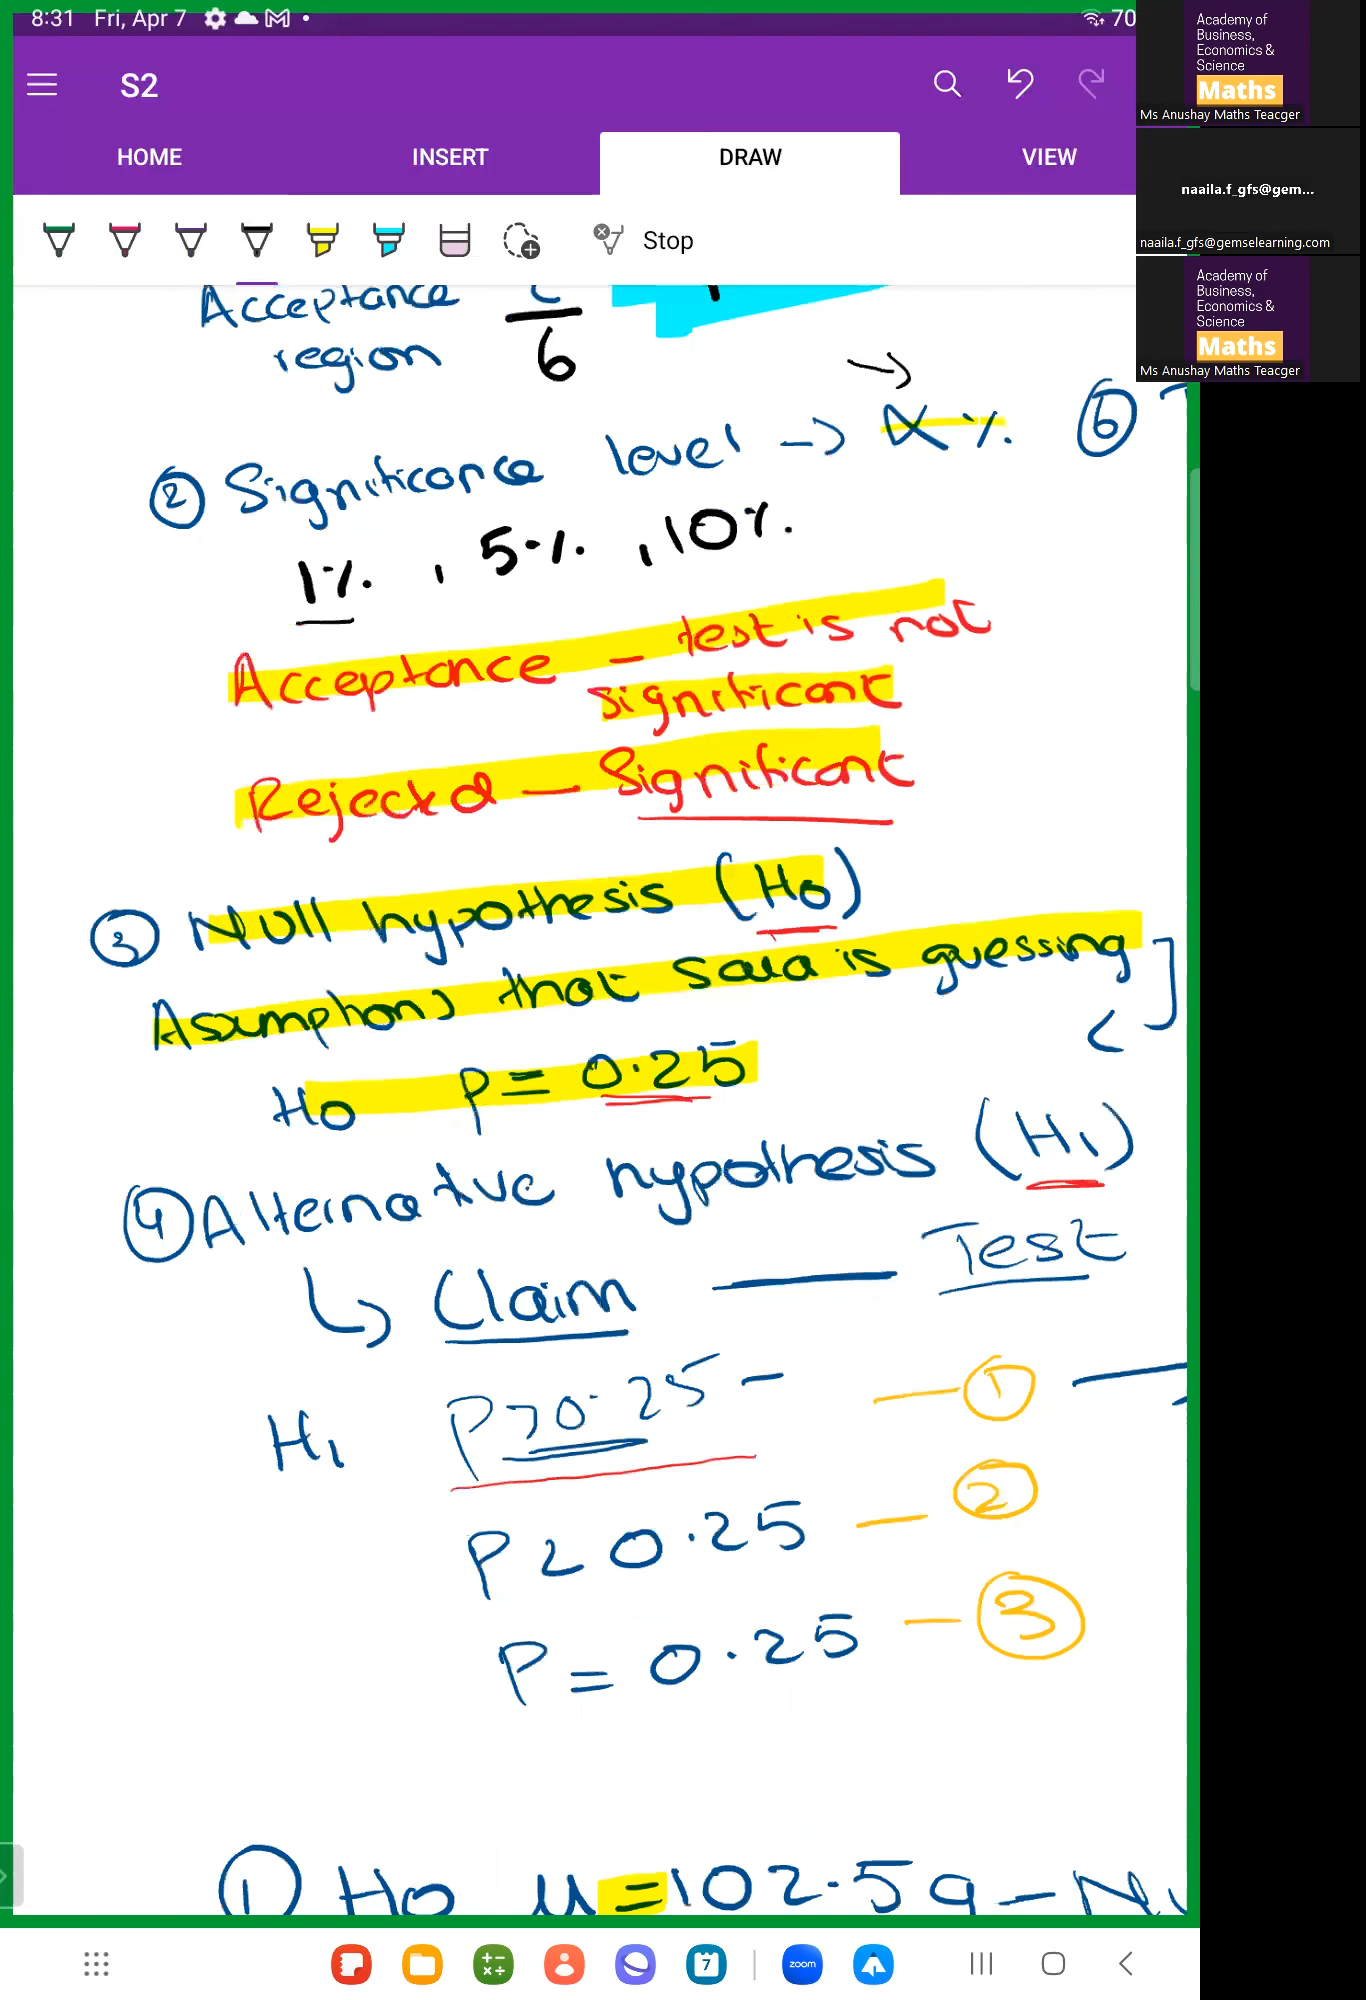 8:31 Fri, Apr 7
70
S2
HOME INSERT DRAW VIEW
Stop
Academy of
Business,
Economics &
Science
Maths
Ms Anushay Maths Teacger
naaila.f_gfs@gem...
naaila.f_gfs@gemselearning.com
Academy of
Business,
Economics &
Science
Maths
Ms Anushay Maths Teacger
Acceptance
region
6
② Significance level → α %
⑥
1% , 5% , 10%
Acceptance – test is not
significant
Rejected – Significant
③ Null hypothesis (H0)
Assumptions that Sara is guessing ]
H0 P = 0.25
④ Alternative hypothesis (H1)
↳ Claim — Test
H1 P>0.25 – — ①
P < 0.25 — ②
P = 0.25 — ③
① H0 μ = 102.5g –
7
zoom